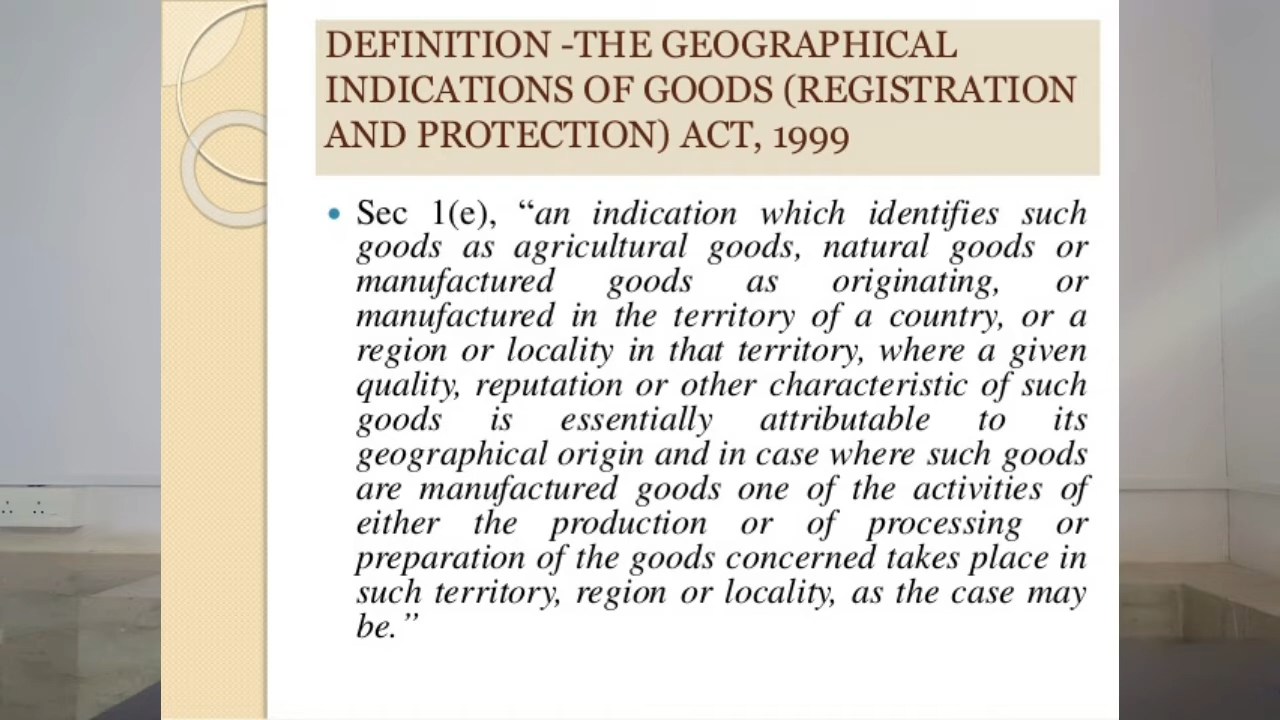 DEFINITION -THE GEOGRAPHICAL
INDICATIONS OF GOODS (REGISTRATION
AND PROTECTION) ACT, 1999
• Sec 1(e), “an indication which identifies such
goods as agricultural goods, natural goods or
manufactured goods as originating, or
manufactured in the territory of a country, or a
region or locality in that territory, where a given
quality, reputation or other characteristic of such
goods is essentially attributable to its
geographical origin and in case where such goods
are manufactured goods one of the activities of
either the production or of processing or
preparation of the goods concerned takes place in
such territory, region or locality, as the case may
be.”